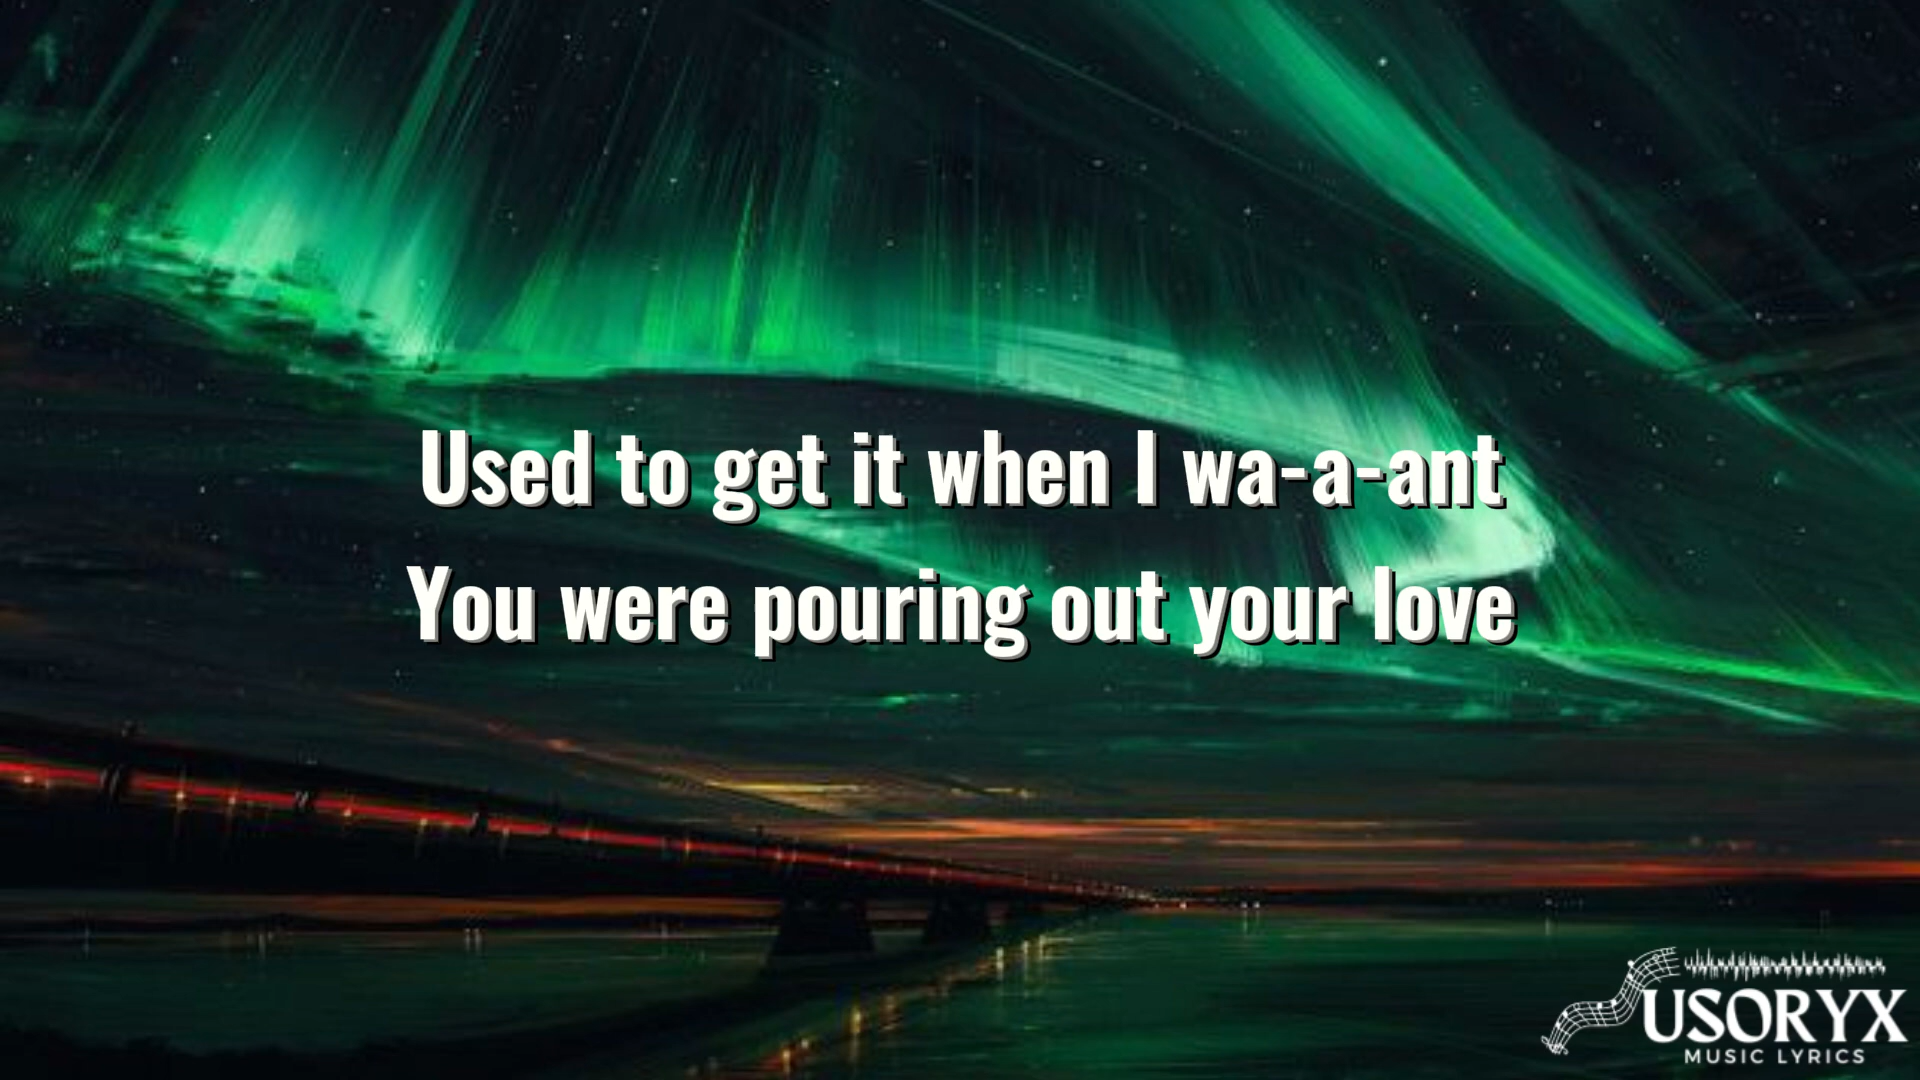 Used to get it when I wa-a-ant
You were pouring out your love
USORYX
MUSIC LYRICS